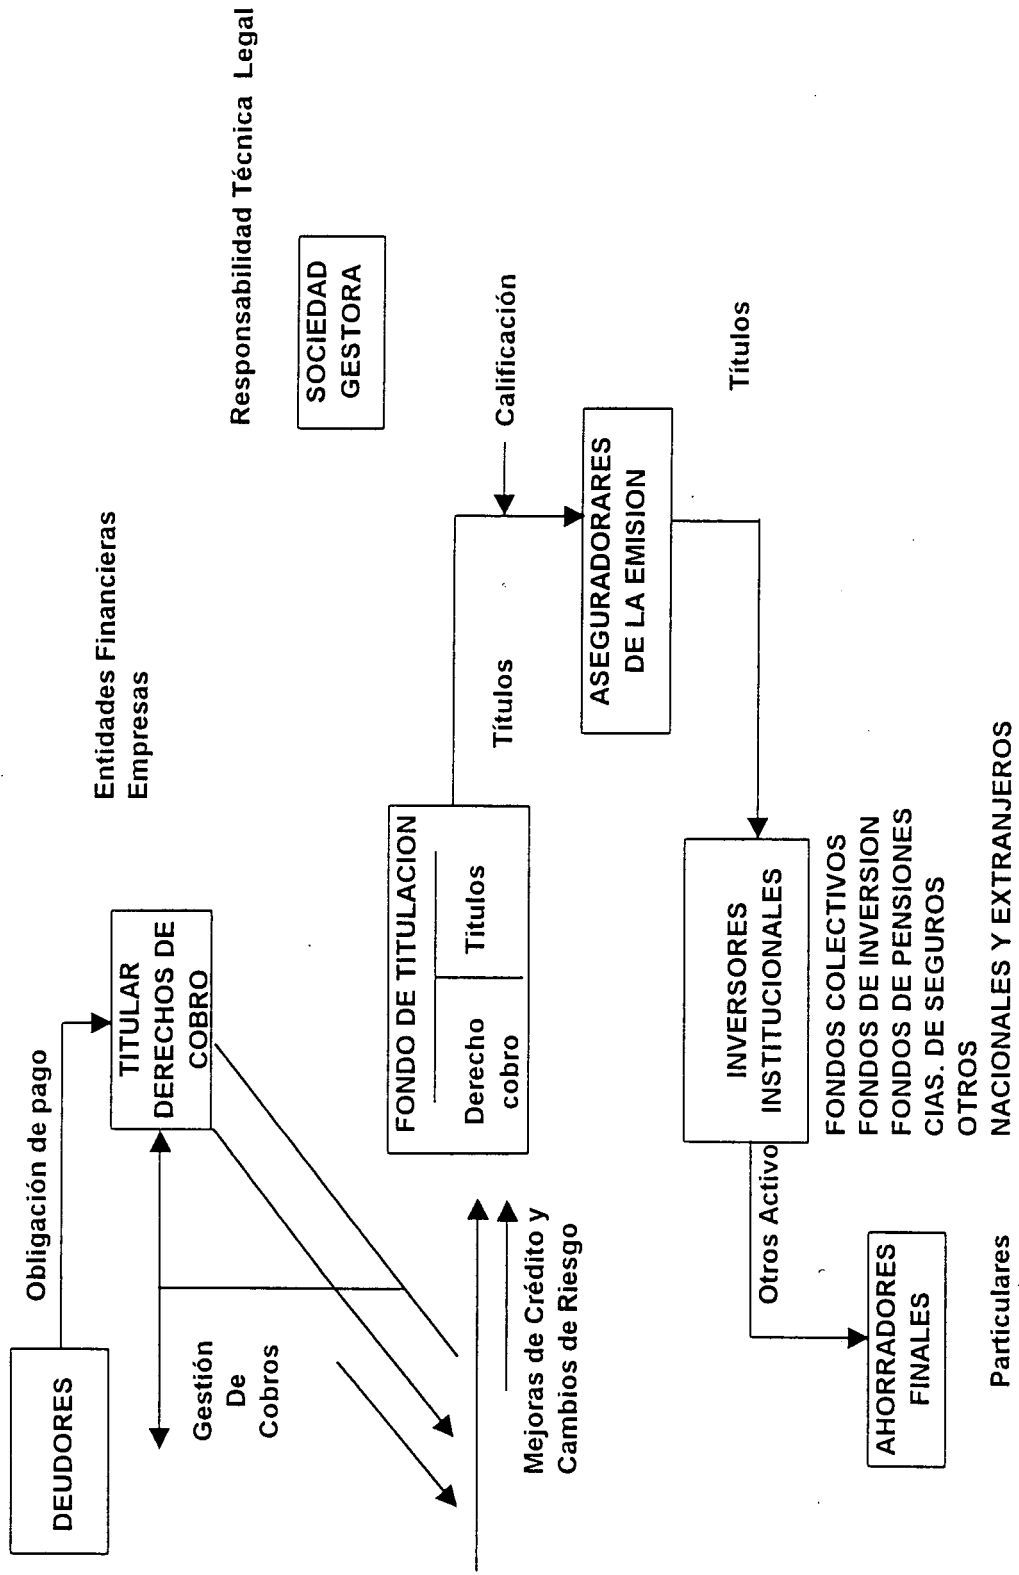 Obligación de pago
DEUDORES
TITULAR
DERECHOS DE
COBRO
Entidades Financieras
Empresas
Responsabilidad Técnica Legal
Gestión
De
Cobros
SOCIEDAD
GESTORA
FONDO DE TITULACION
Derecho
cobro
Titulos
Títulos
Calificación
Mejoras de Crédito y
Cambios de Riesgo
ASEGURADORARES
DE LA EMISION
Títulos
INVERSORES
INSTITUCIONALES
Otros Activo
FONDOS COLECTIVOS
FONDOS DE INVERSION
FONDOS DE PENSIONES
CIAS. DE SEGUROS
OTROS
NACIONALES Y EXTRANJEROS
AHORRADORES
FINALES
Particulares